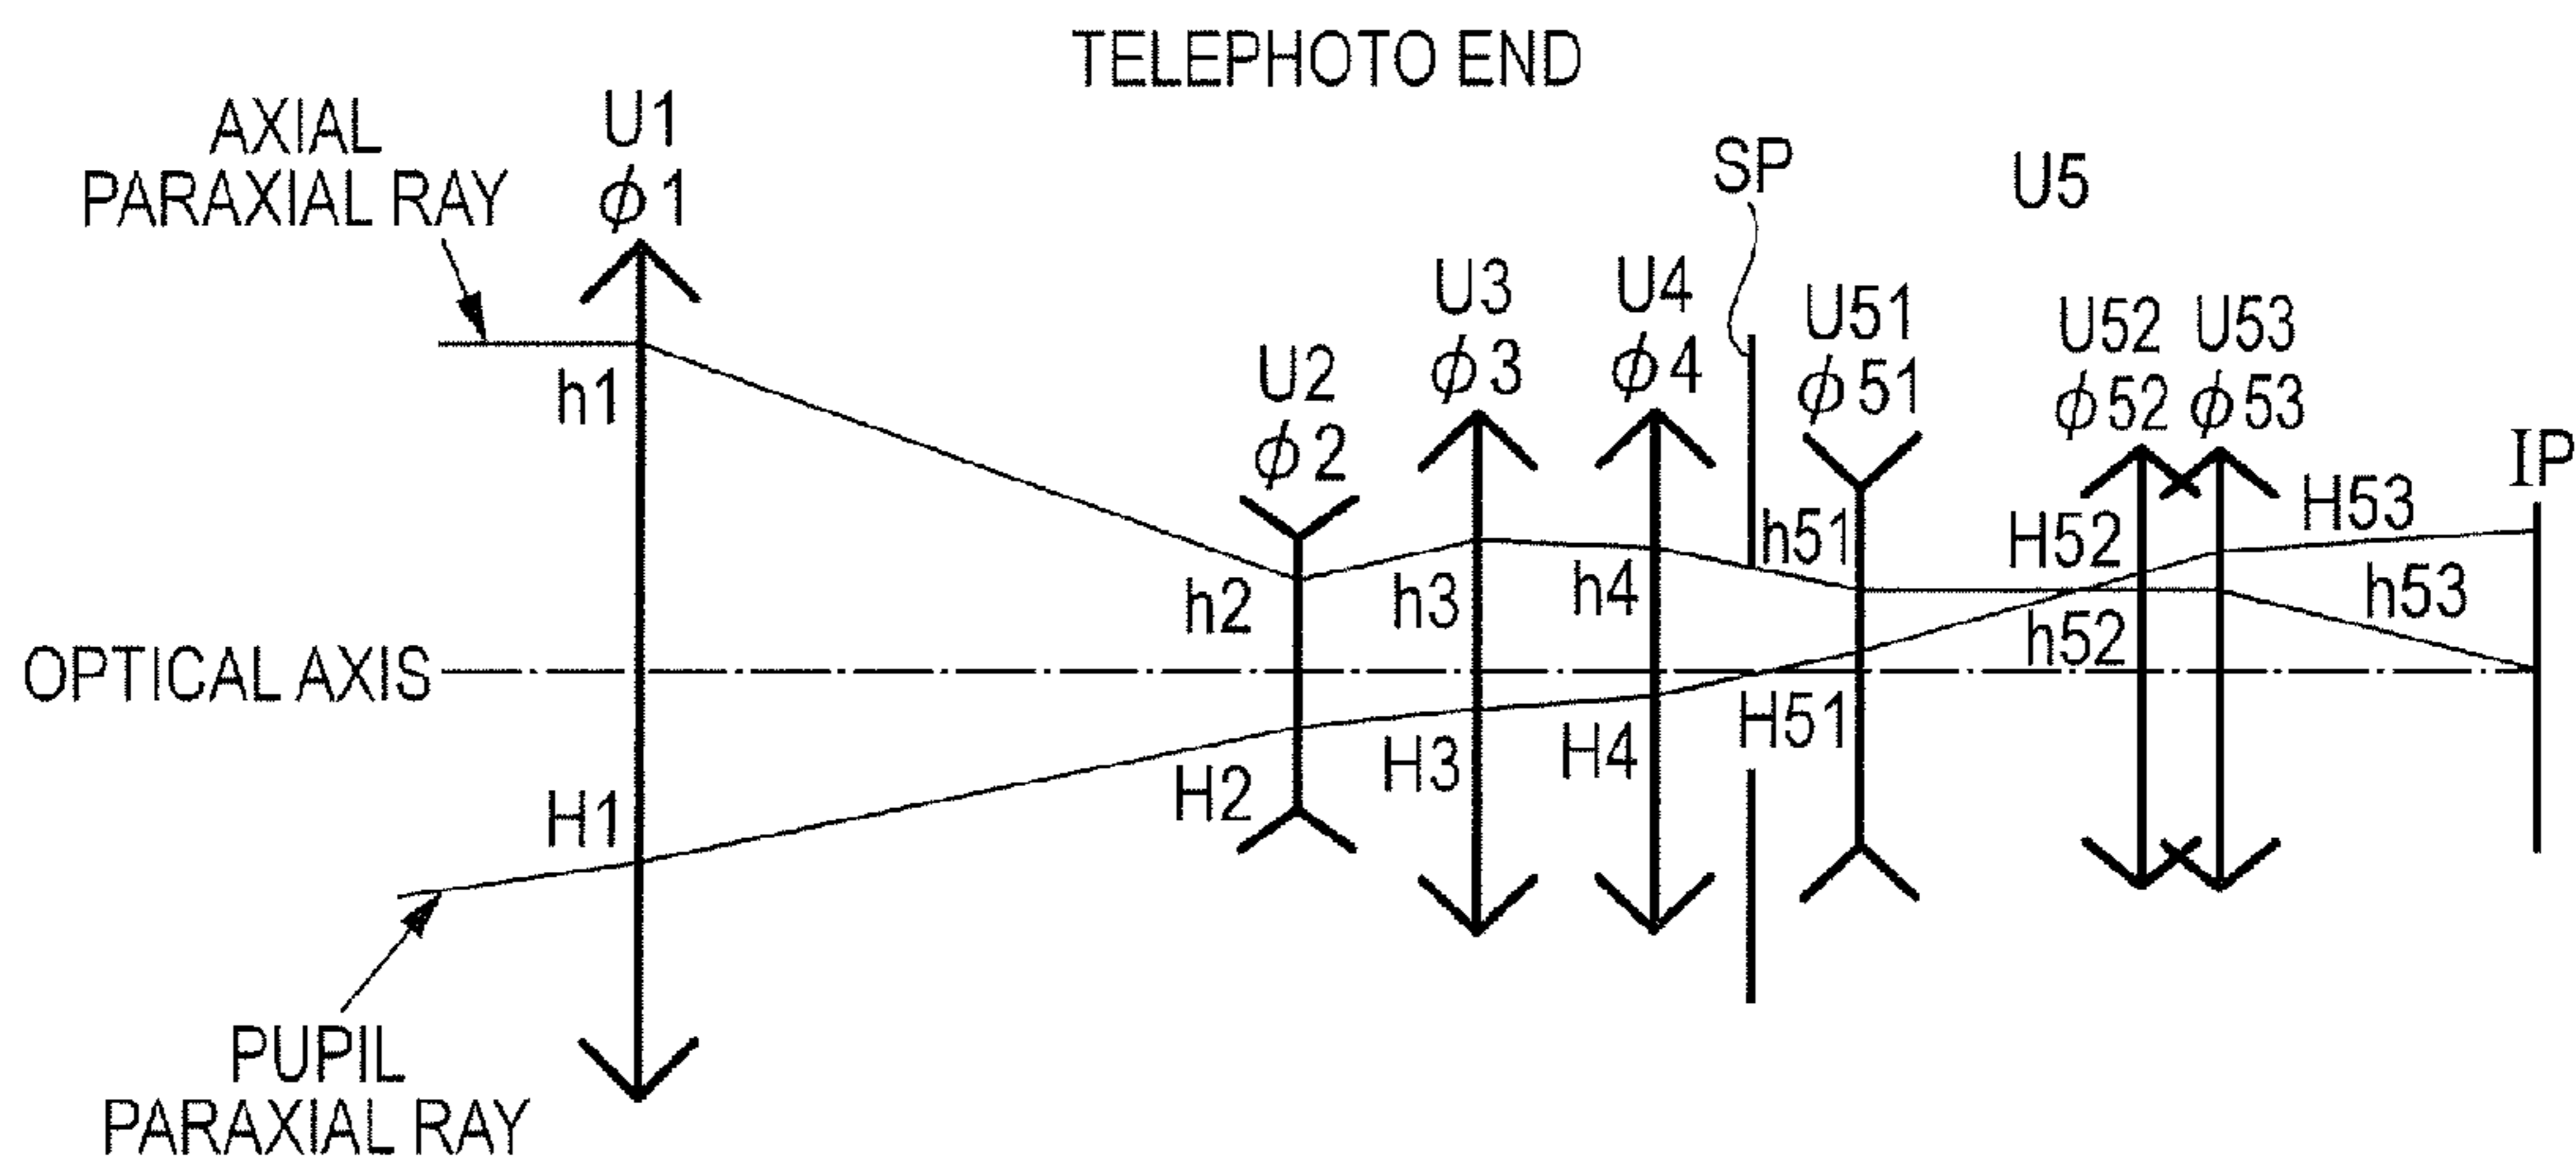 TELEPHOTO END
AXIAL
PARAXIAL RAY
U1
ϕ1
SP
U5
U3
ϕ3
U4
ϕ4
U51
ϕ51
U52
ϕ52
U53
ϕ53
U2
ϕ2
IP
h1
h2
h3
h4
h51
H52
H53
h52
h53
OPTICAL AXIS
H1
H2
H3
H4
H51
PUPIL
PARAXIAL RAY